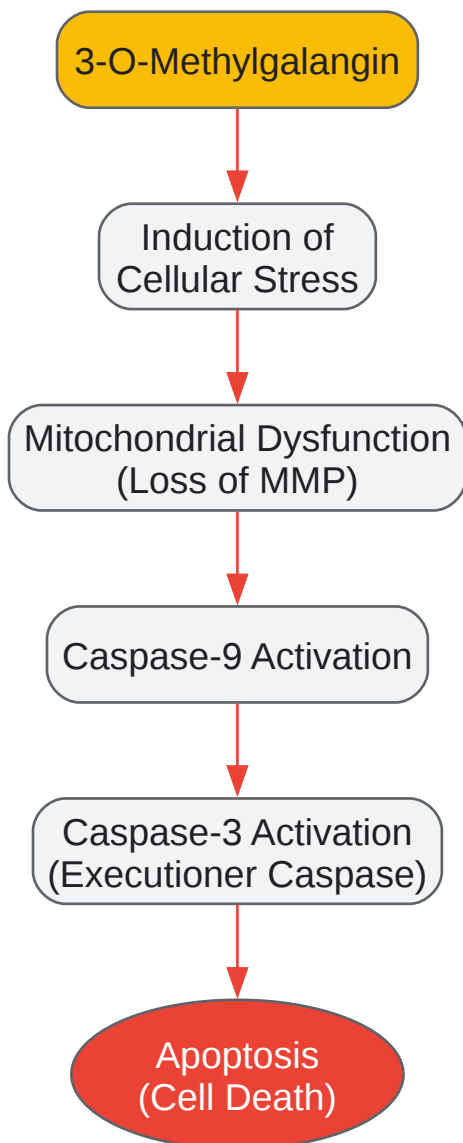 3-O-Methylgalangin
Induction of
Cellular Stress
Mitochondrial Dysfunction
(Loss of MMP)
Caspase-9 Activation
Caspase-3 Activation
(Executioner Caspase)
Apoptosis
(Cell Death)